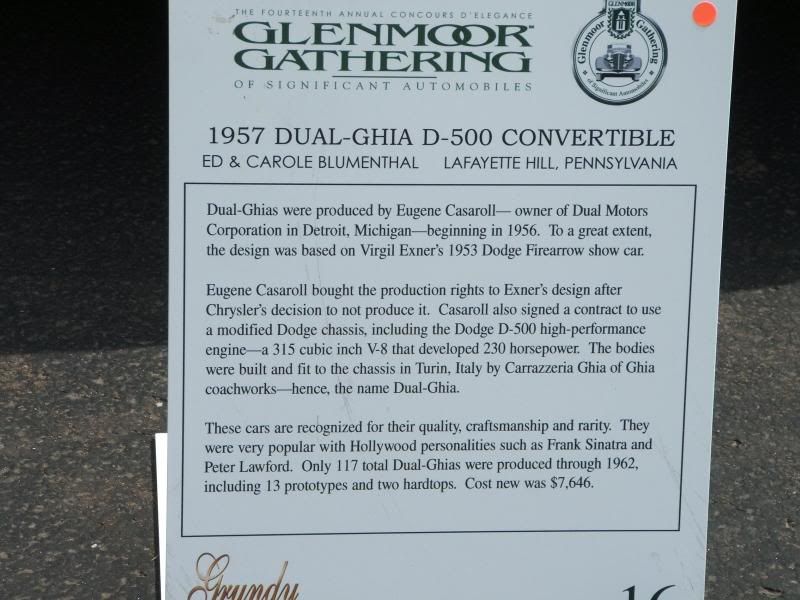 THE FOURTEENTH ANNUAL CONCOURS D'ELEGANCE
GLENMOOR
GATHERING
OF SIGNIFICANT AUTOMOBILES
GLENMOOR
Glenmoor Gathering
of Significant Automobiles
1957 DUAL-GHIA D-500 CONVERTIBLE
ED & CAROLE BLUMENTHAL LAFAYETTE HILL, PENNSYLVANIA
Dual-Ghias were produced by Eugene Casaroll— owner of Dual Motors
Corporation in Detroit, Michigan—beginning in 1956. To a great extent,
the design was based on Virgil Exner's 1953 Dodge Firearrow show car.
Eugene Casaroll bought the production rights to Exner's design after
Chrysler's decision to not produce it. Casaroll also signed a contract to use
a modified Dodge chassis, including the Dodge D-500 high-performance
engine—a 315 cubic inch V-8 that developed 230 horsepower. The bodies
were built and fit to the chassis in Turin, Italy by Carrazzeria Ghia of Ghia
coachworks—hence, the name Dual-Ghia.
These cars are recognized for their quality, craftsmanship and rarity. They
were very popular with Hollywood personalities such as Frank Sinatra and
Peter Lawford. Only 117 total Dual-Ghias were produced through 1962,
including 13 prototypes and two hardtops. Cost new was $7,646.
Grundy
16